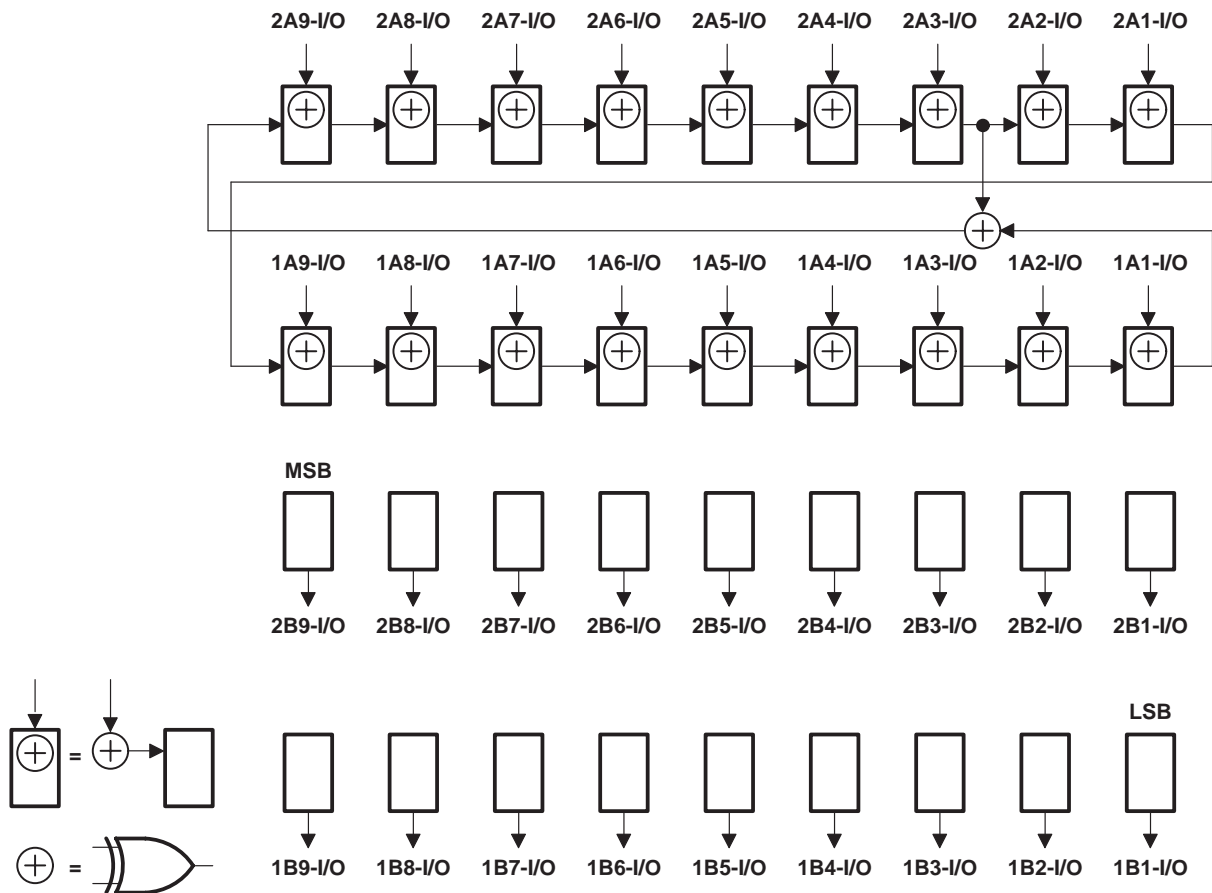 2A9-I/O 2A8-I/O 2A7-I/O 2A6-I/O 2A5-I/O 2A4-I/O 2A3-I/O 2A2-I/O 2A1-I/O
1A9-I/O 1A8-I/O 1A7-I/O 1A6-I/O 1A5-I/O 1A4-I/O 1A3-I/O 1A2-I/O 1A1-I/O
MSB
2B9-I/O 2B8-I/O 2B7-I/O 2B6-I/O 2B5-I/O 2B4-I/O 2B3-I/O 2B2-I/O 2B1-I/O
LSB
=
=
1B9-I/O 1B8-I/O 1B7-I/O 1B6-I/O 1B5-I/O 1B4-I/O 1B3-I/O 1B2-I/O 1B1-I/O